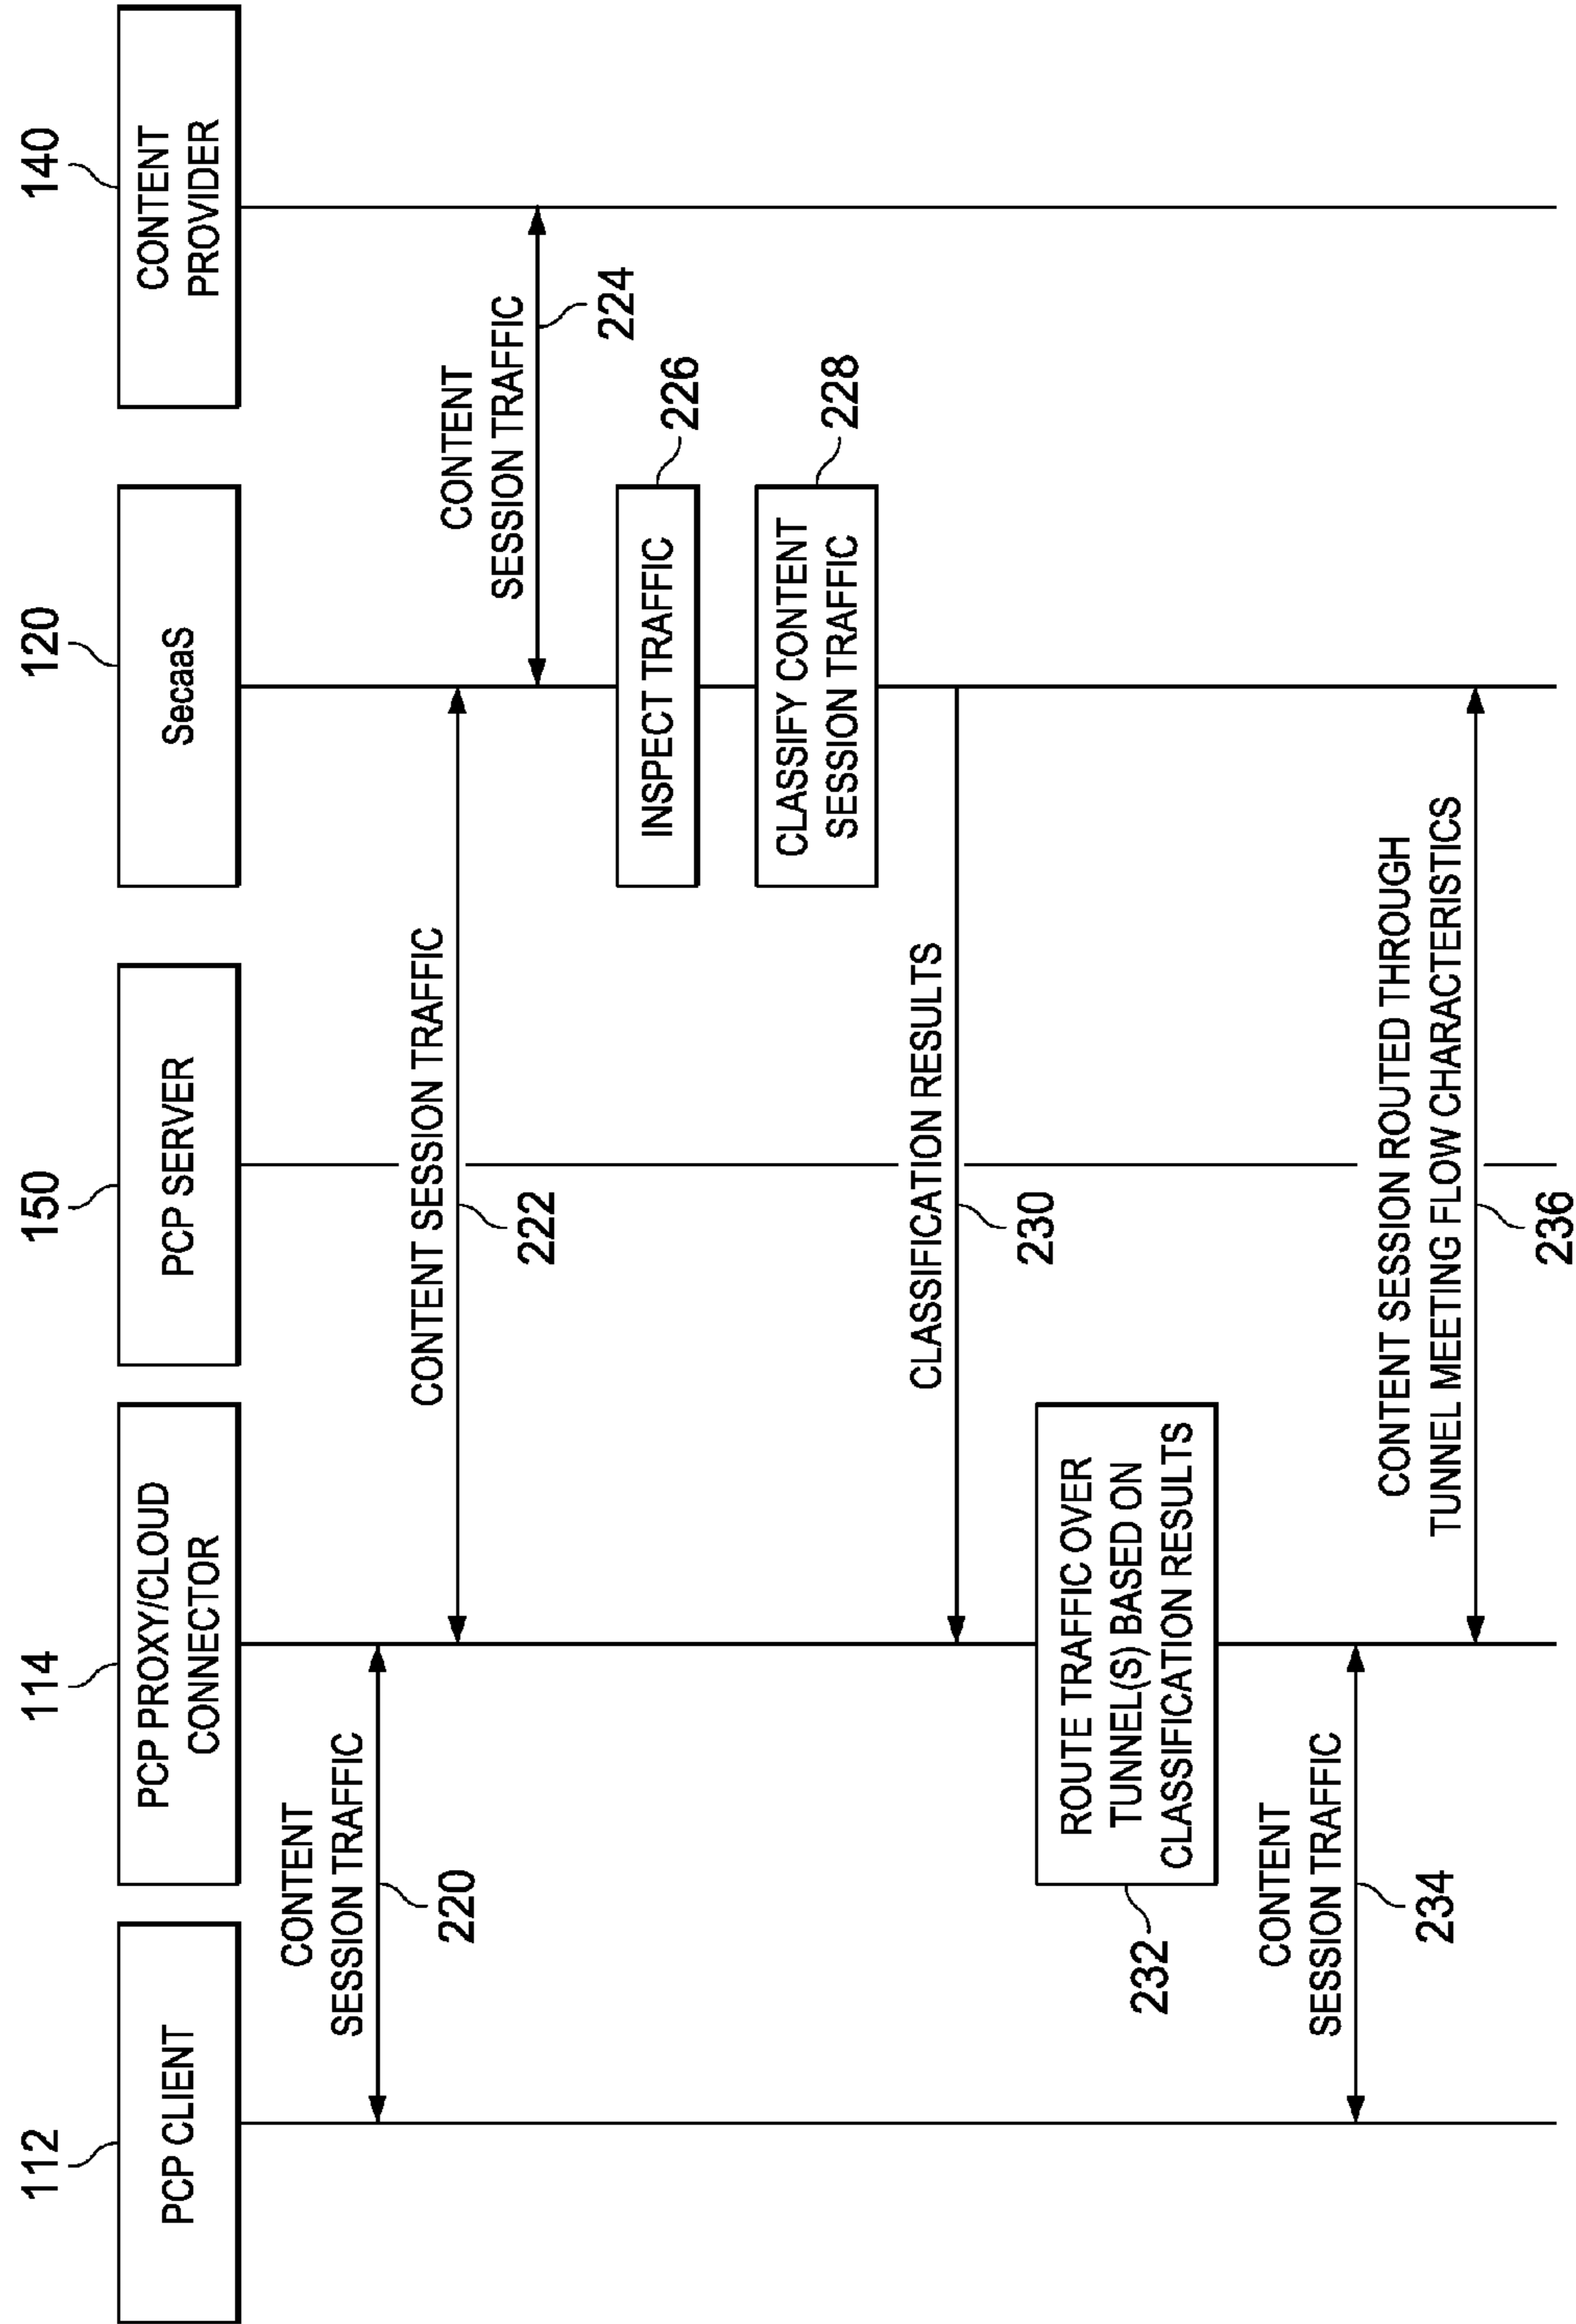 112
114
150
120
140
PCP CLIENT
PCP PROXY/CLOUD
CONNECTOR
PCP SERVER
SecaaS
CONTENT
PROVIDER
CONTENT
SESSION TRAFFIC
220
CONTENT SESSION TRAFFIC
222
CONTENT
SESSION TRAFFIC
224
INSPECT TRAFFIC
226
CLASSIFY CONTENT
SESSION TRAFFIC
228
CLASSIFICATION RESULTS
230
ROUTE TRAFFIC OVER
TUNNEL(S) BASED ON
CLASSIFICATION RESULTS
232
CONTENT
SESSION TRAFFIC
234
CONTENT SESSION ROUTED THROUGH
TUNNEL MEETING FLOW CHARACTERISTICS
236